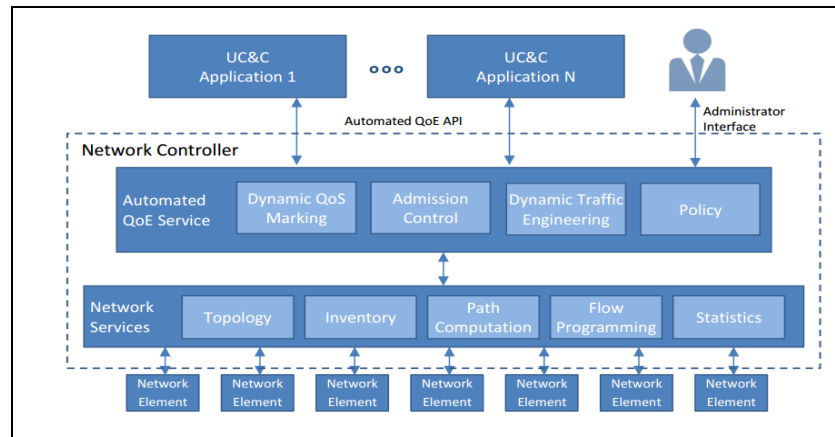 UC&C
Application 1
ooo
UC&C
Application N
Automated QoE API
Administrator
Interface
Network Controller
Automated
QoE Service
Dynamic QoS
Marking
Admission
Control
Dynamic Traffic
Engineering
Policy
Network
Services
Topology
Inventory
Path
Computation
Flow
Programming
Statistics
Network
Element
Network
Element
Network
Element
Network
Element
Network
Element
Network
Element
Network
Element